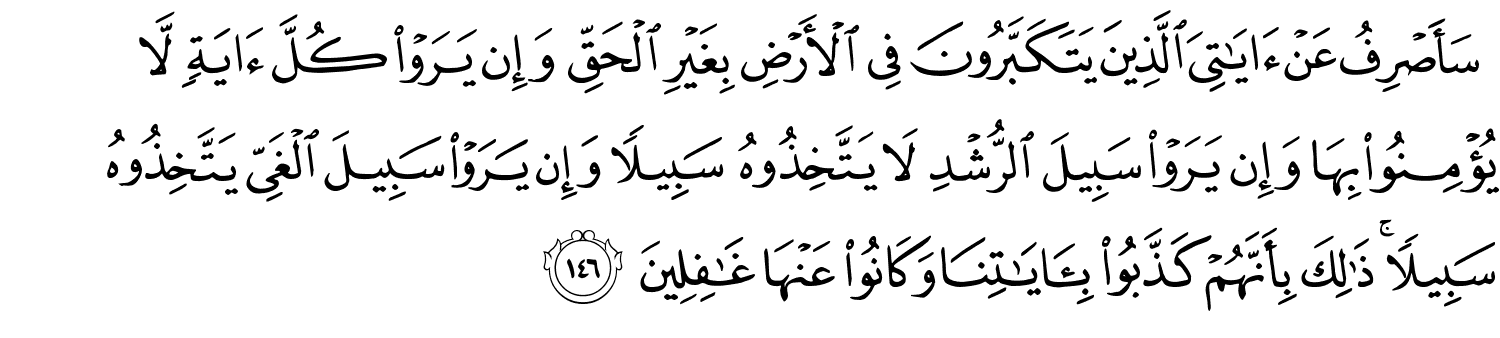 سَأَصْرِفُ عَنْ ءَايَٰتِىَ ٱلَّذِينَ يَتَكَبَّرُونَ فِى ٱلْأَرْضِ بِغَيْرِ ٱلْحَقِّ وَإِن يَرَوْا۟ كُلَّ ءَايَةٍ لَّا
يُؤْمِنُوا۟ بِهَا وَإِن يَرَوْا۟ سَبِيلَ ٱلرُّشْدِ لَا يَتَّخِذُوهُ سَبِيلًا وَإِن يَرَوْا۟ سَبِيلَ ٱلْغَىِّ يَتَّخِذُوهُ
سَبِيلًا ۚ ذَٰلِكَ بِأَنَّهُمْ كَذَّبُوا۟ بِـَٔايَٰتِنَا وَكَانُوا۟ عَنْهَا غَٰفِلِينَ ١٤٦